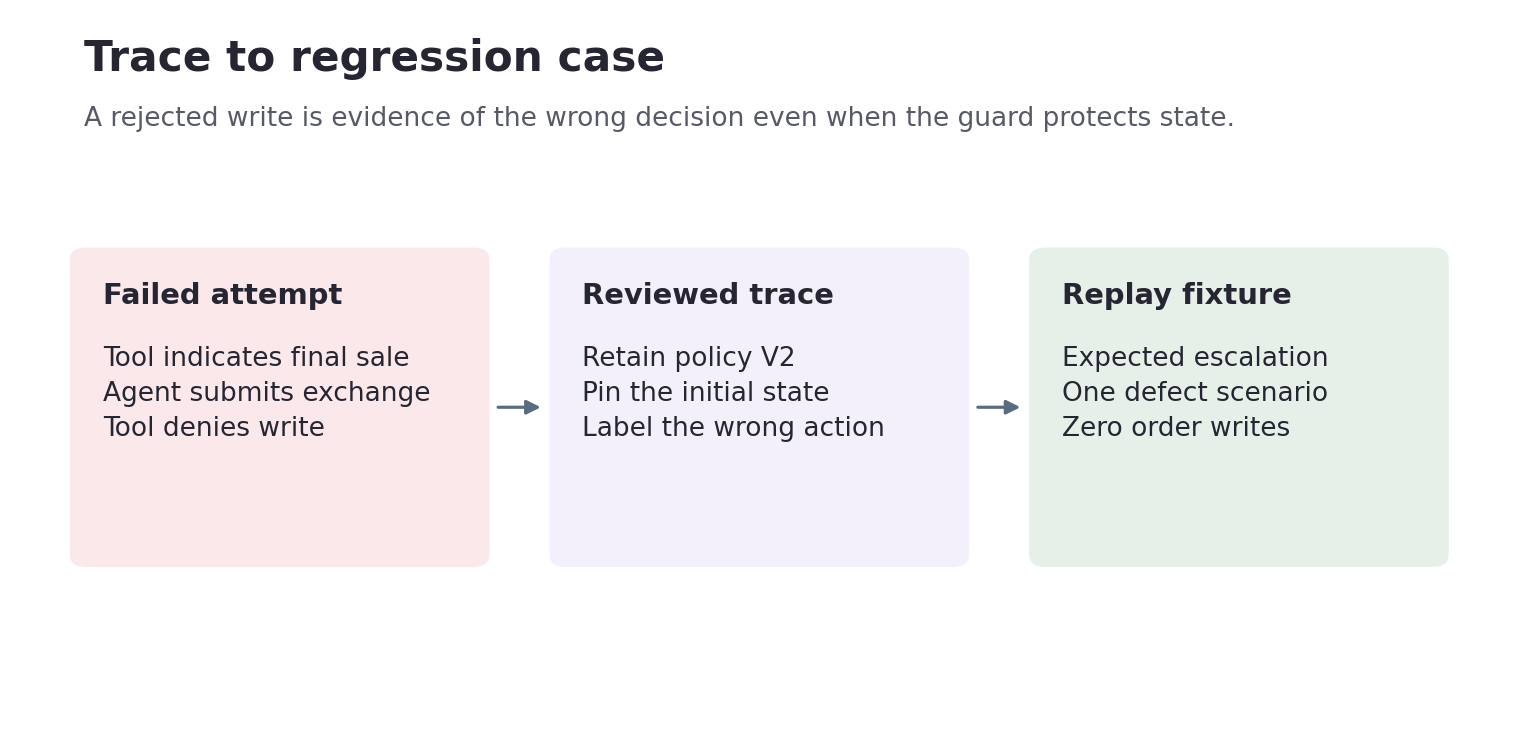 Trace to regression case
A rejected write is evidence of the wrong decision even when the guard protects state.
Failed attempt
Tool indicates final sale
Agent submits exchange
Tool denies write
Reviewed trace
Retain policy V2
Pin the initial state
Label the wrong action
Replay fixture
Expected escalation
One defect scenario
Zero order writes